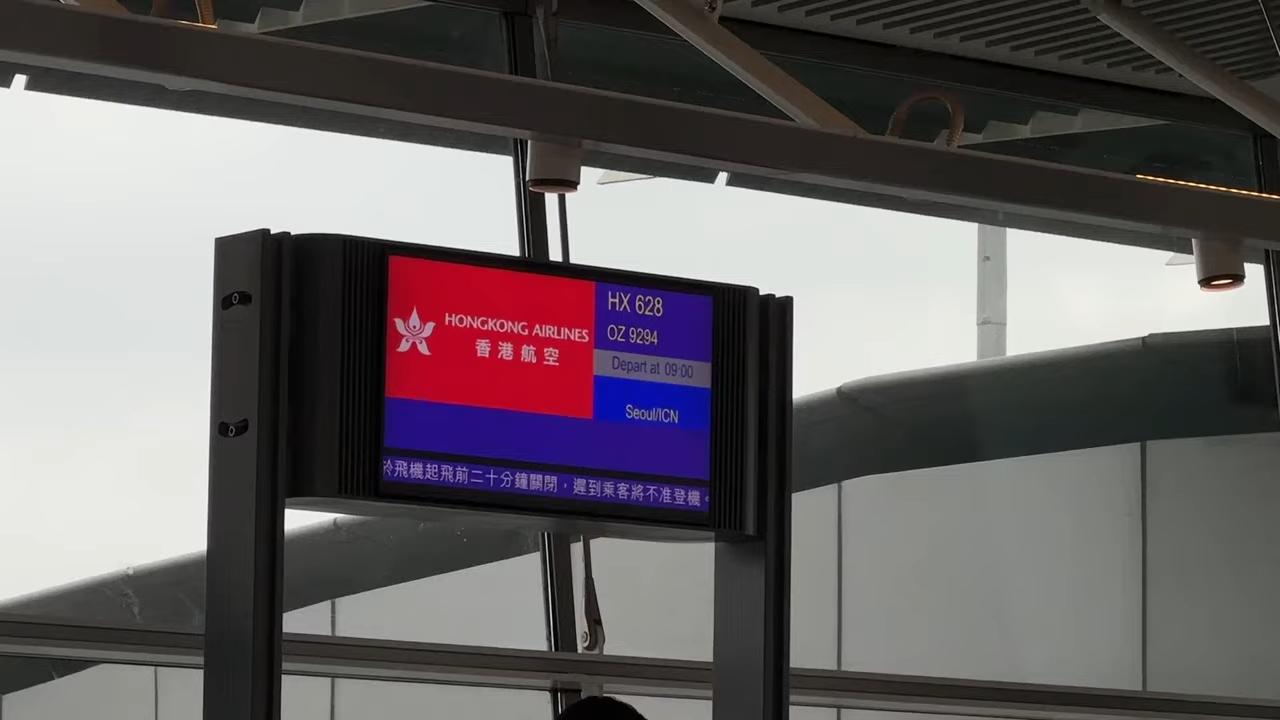 HONGKONG AIRLINES
香港航空
HX 628
OZ 9294
Depart at 09:00
Seoul/ICN
於飛機起飛前二十分鐘關閉，遲到乘客將不准登機。